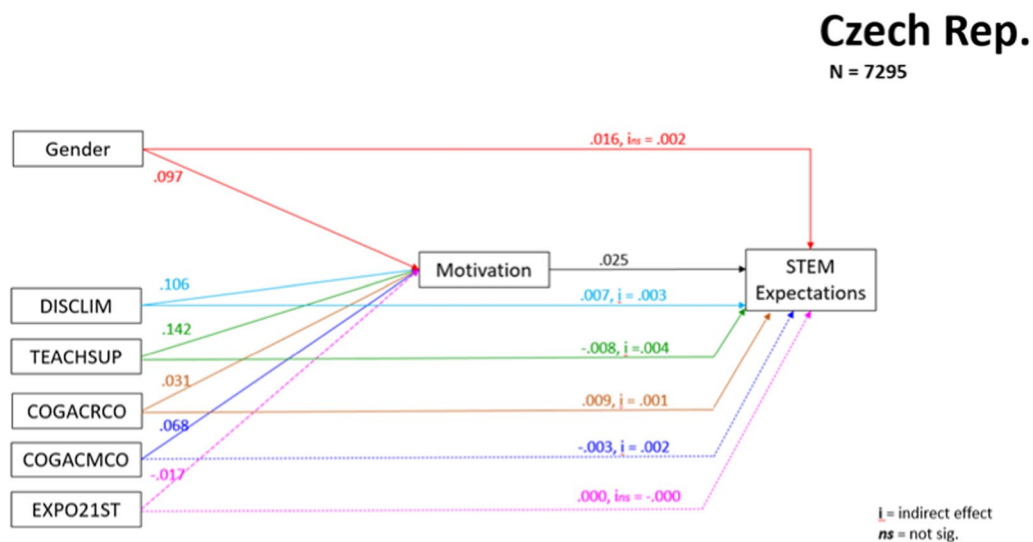 Czech Rep.
N = 7295
Gender
.016, ins = .002
.097
Motivation
.025
STEM
Expectations
.106
DISCLIM
.007, i = .003
.142
TEACHSUP
-.008, i =.004
.031
COGACRCO
.009, i = .001
.068
COGACMCO
-.003, i = .002
-.017
EXPO21ST
.000, ins = -.000
i = indirect effect
ns = not sig.